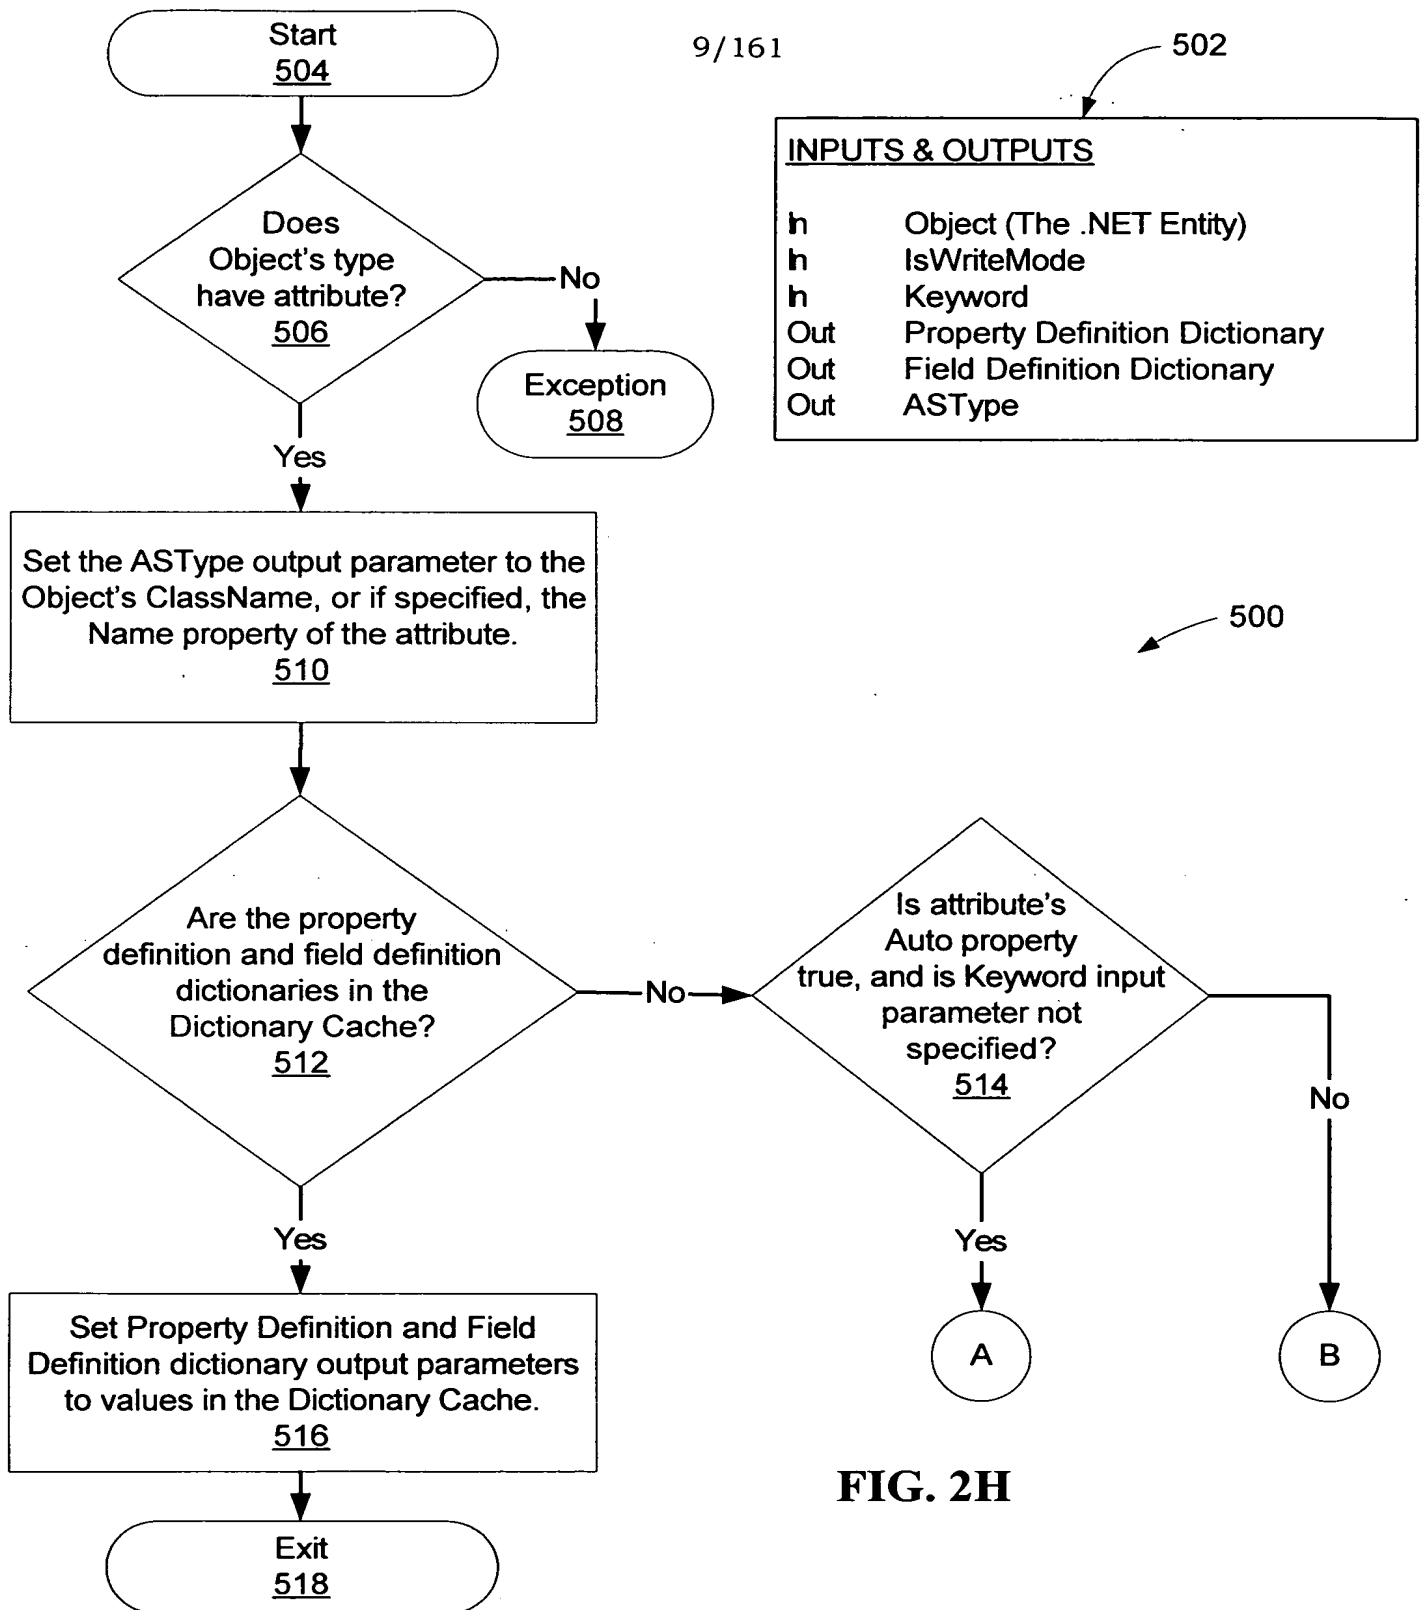 9/161
Start
504
502
INPUTS & OUTPUTS
In Object (The .NET Entity)
In IsWriteMode
In Keyword
Out Property Definition Dictionary
Out Field Definition Dictionary
Out ASType
Does
Object's type
have attribute?
506
No
Exception
508
Yes
Set the ASType output parameter to the
Object's ClassName, or if specified, the
Name property of the attribute.
510
500
Are the property
definition and field definition
dictionaries in the
Dictionary Cache?
512
No
Is attribute's
Auto property
true, and is Keyword input
parameter not
specified?
514
No
Yes
Yes
A
B
Set Property Definition and Field
Definition dictionary output parameters
to values in the Dictionary Cache.
516
FIG. 2H
Exit
518